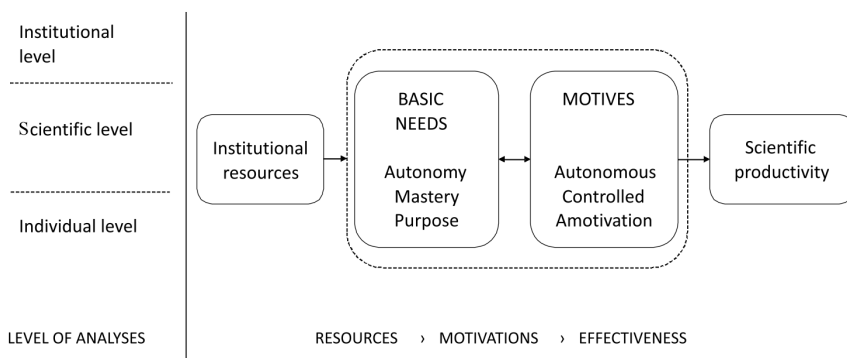 Institutional
level
Scientific level
Individual level
LEVEL OF ANALYSES
Institutional
resources
BASIC
NEEDS
Autonomy
Mastery
Purpose
MOTIVES
Autonomous
Controlled
Amotivation
Scientific
productivity
RESOURCES › MOTIVATIONS › EFFECTIVENESS